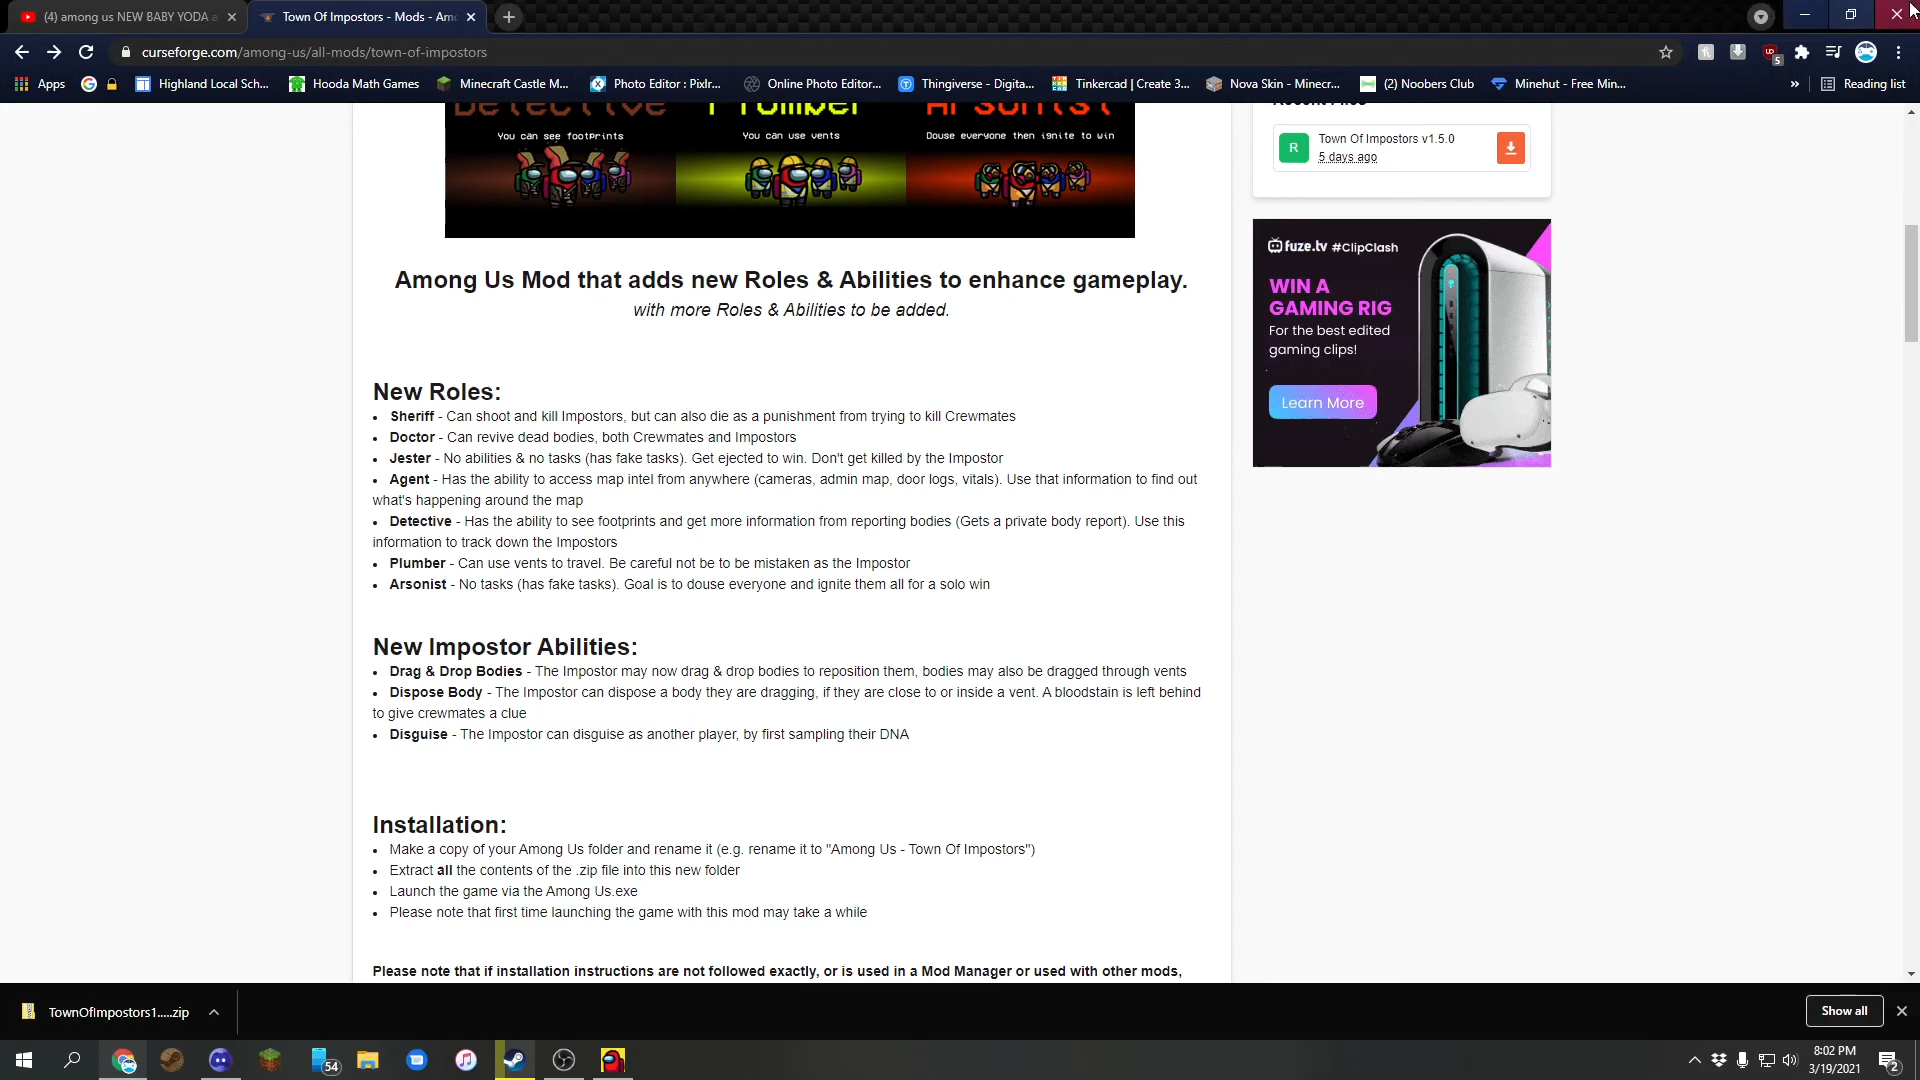 (4) among us NEW BABY YODA a
Town Of Impostors - Mods - Amo
curseforge.com/among-us/all-mods/town-of-impostors
5
Apps
Highland Local Sch...
Hooda Math Games
Minecraft Castle M...
Photo Editor : Pixlr...
Online Photo Editor...
Thingiverse - Digita...
Tinkercad | Create 3...
Nova Skin - Minecr...
(2) Noobers Club
Minehut - Free Min...
»
Reading list
Detective
Plumber
Arsonist
You can see footprints
You can use vents
Douse everyone then ignite to win
Recent Files
R
Town Of Impostors v1.5.0
5 days ago
fuze.tv #ClipClash
WIN A
GAMING RIG
For the best edited
gaming clips!
Learn More
Among Us Mod that adds new Roles & Abilities to enhance gameplay.
with more Roles & Abilities to be added.
New Roles:
• Sheriff - Can shoot and kill Impostors, but can also die as a punishment from trying to kill Crewmates
• Doctor - Can revive dead bodies, both Crewmates and Impostors
• Jester - No abilities & no tasks (has fake tasks). Get ejected to win. Don't get killed by the Impostor
• Agent - Has the ability to access map intel from anywhere (cameras, admin map, door logs, vitals). Use that information to find out
what's happening around the map
• Detective - Has the ability to see footprints and get more information from reporting bodies (Gets a private body report). Use this
information to track down the Impostors
• Plumber - Can use vents to travel. Be careful not be to be mistaken as the Impostor
• Arsonist - No tasks (has fake tasks). Goal is to douse everyone and ignite them all for a solo win
New Impostor Abilities:
• Drag & Drop Bodies - The Impostor may now drag & drop bodies to reposition them, bodies may also be dragged through vents
• Dispose Body - The Impostor can dispose a body they are dragging, if they are close to or inside a vent. A bloodstain is left behind
to give crewmates a clue
• Disguise - The Impostor can disguise as another player, by first sampling their DNA
Installation:
• Make a copy of your Among Us folder and rename it (e.g. rename it to "Among Us - Town Of Impostors")
• Extract all the contents of the .zip file into this new folder
• Launch the game via the Among Us.exe
• Please note that first time launching the game with this mod may take a while
Please note that if installation instructions are not followed exactly, or is used in a Mod Manager or used with other mods,
TownOfImpostors1.....zip
Show all
54
8:02 PM
3/19/2021
2